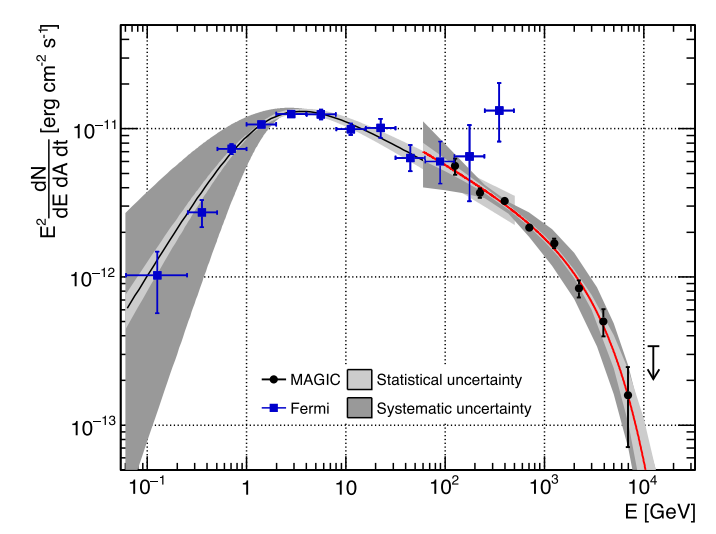 E² dN/dE dA dt [erg cm⁻² s⁻¹]
10⁻¹¹
10⁻¹²
10⁻¹³
MAGIC
Statistical uncertainty
Fermi
Systematic uncertainty
10⁻¹ 1 10 10² 10³ 10⁴
E [GeV]